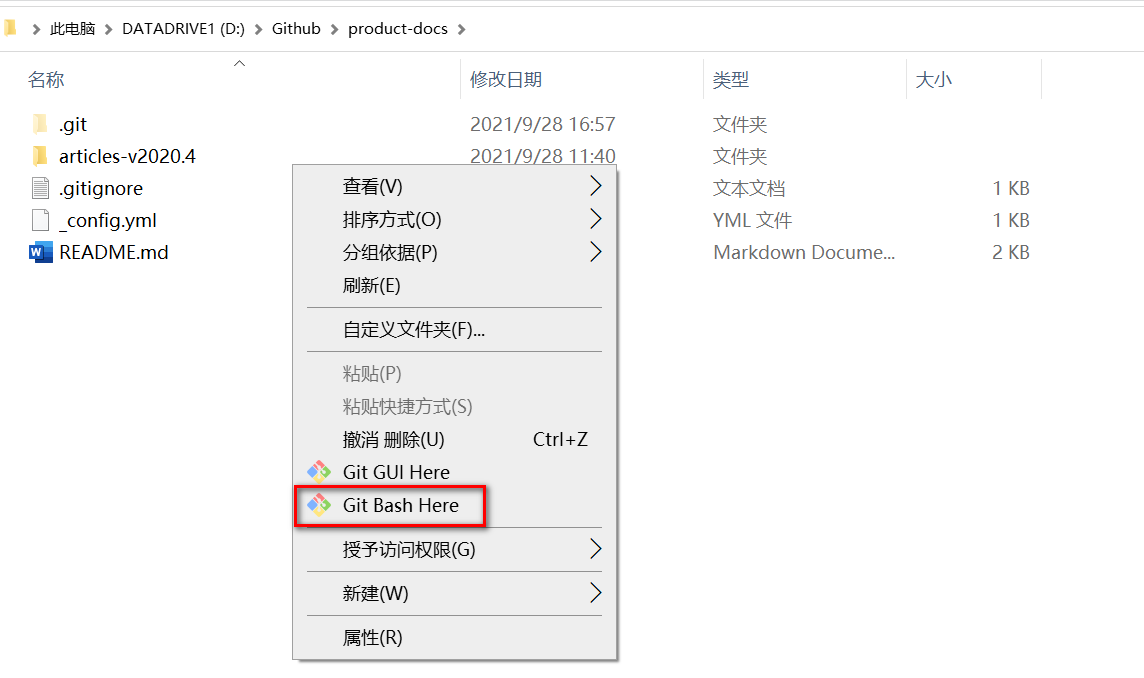 此电脑 > DATADRIVE1 (D:) > Github > product-docs >
名称 修改日期 类型 大小
.git 2021/9/28 16:57 文件夹
articles-v2020.4 2021/9/28 11:40 文件夹
.gitignore 文本文档 1 KB
_config.yml YML 文件 1 KB
README.md Markdown Docume... 2 KB
查看(V)
排序方式(O)
分组依据(P)
刷新(E)
自定义文件夹(F)...
粘贴(P)
粘贴快捷方式(S)
撤消 删除(U) Ctrl+Z
Git GUI Here
Git Bash Here
授予访问权限(G)
新建(W)
属性(R)